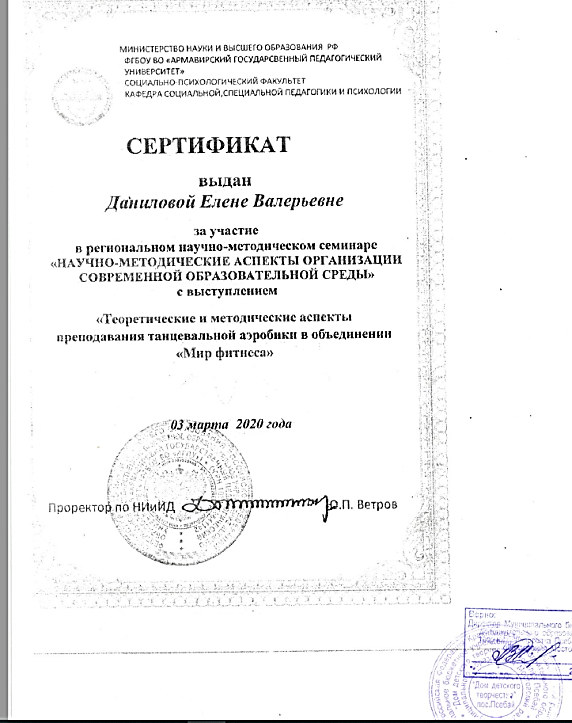 МИНИСТЕРСТВО НАУКИ И ВЫСШЕГО ОБРАЗОВАНИЯ РФ
ФГБОУ ВО «АРМАВИРСКИЙ ГОСУДАРСВЕННЫЙ ПЕДАГОГИЧЕСКИЙ
УНИВЕРСИТЕТ»
СОЦИАЛЬНО-ПСИХОЛОГИЧЕСКИЙ ФАКУЛЬТЕТ
КАФЕДРА СОЦИАЛЬНОЙ,СПЕЦИАЛЬНОЙ ПЕДАГОГИКИ И ПСИХОЛОГИИ
СЕРТИФИКАТ
выдан
Даниловой Елене Валерьевне
за участие
в региональном научно-методическом семинаре
«НАУЧНО-МЕТОДИЧЕСКИЕ АСПЕКТЫ ОРГАНИЗАЦИИ
СОВРЕМЕННОЙ ОБРАЗОВАТЕЛЬНОЙ СРЕДЫ»
с выступлением
«Теоретические и методические аспекты
преподавания танцевальной аэробики в объединении
«Мир фитнеса»
03 марта 2020 года
Проректор по НИиИД
О.П. Ветров
Верно:
Директор Муниципального
Дом детского
творчества
пос.Псебай